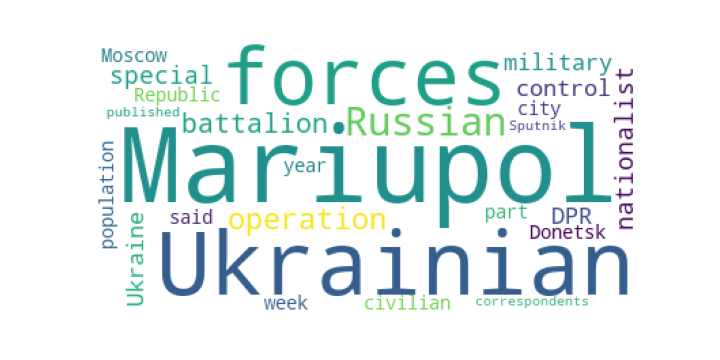 Moscow
forces
military
special
Republic
control
nationalist
published
battalion
Russian
city
Sputnik
Mariupol
year
population
said
operation
part
DPR
Ukraine
Donetsk
Ukrainian
week
civilian
correspondents